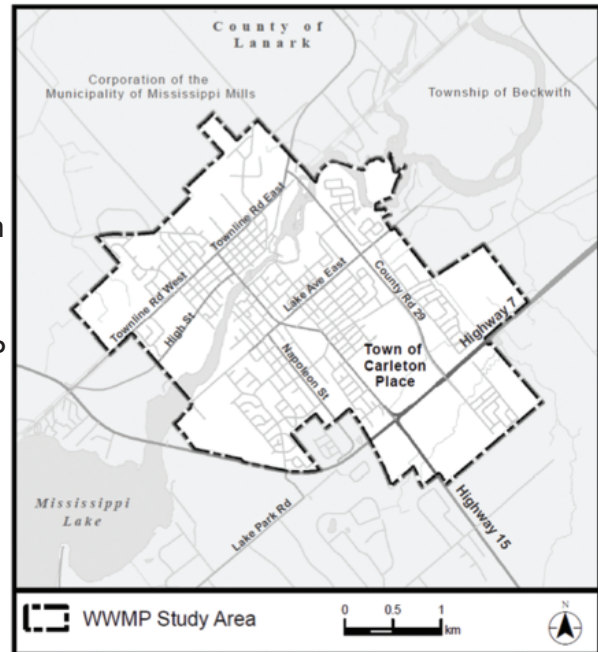 County of
Lanark
Corporation of the
Municipality of Mississippi Mills
Township of Beckwith
Townline Rd East
Lake Ave East
County Rd 29
Townline Rd West
High St
Highway 7
Napoleon St
Town of
Carleton
Place
Mississippi
Lake
Lake Park Rd
Highway 15
WWMP Study Area
0 0.5 1
km
N